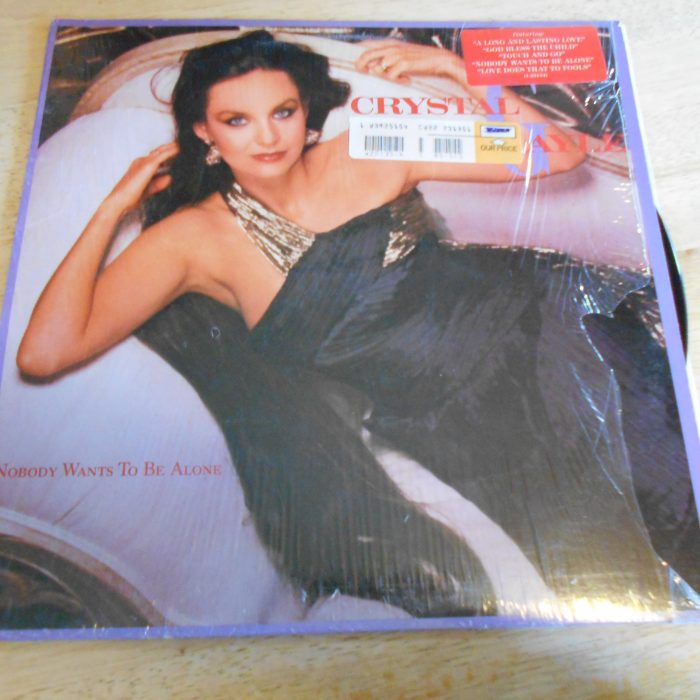 featuring
"A LONG AND LASTING LOVE"
"GOD BLESS THE CHILD"
"TOUCH AND GO"
"NOBODY WANTS TO BE ALONE"
"LOVE DOES THAT TO FOOLS"
CRYSTAL
AYLE
OUR PRICE
NOBODY WANTS TO BE ALONE